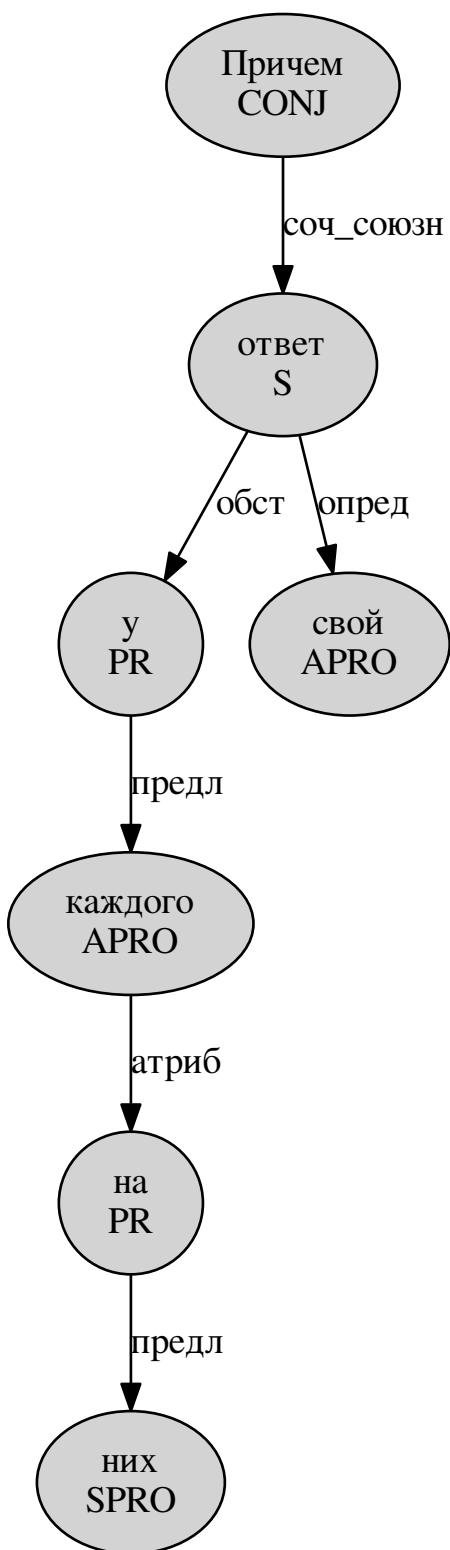 Причем
CONJ
соч_союзн
ответ
S
обст
опред
у
PR
свой
APRO
предл
каждого
APRO
атриб
на
PR
предл
них
SPRO